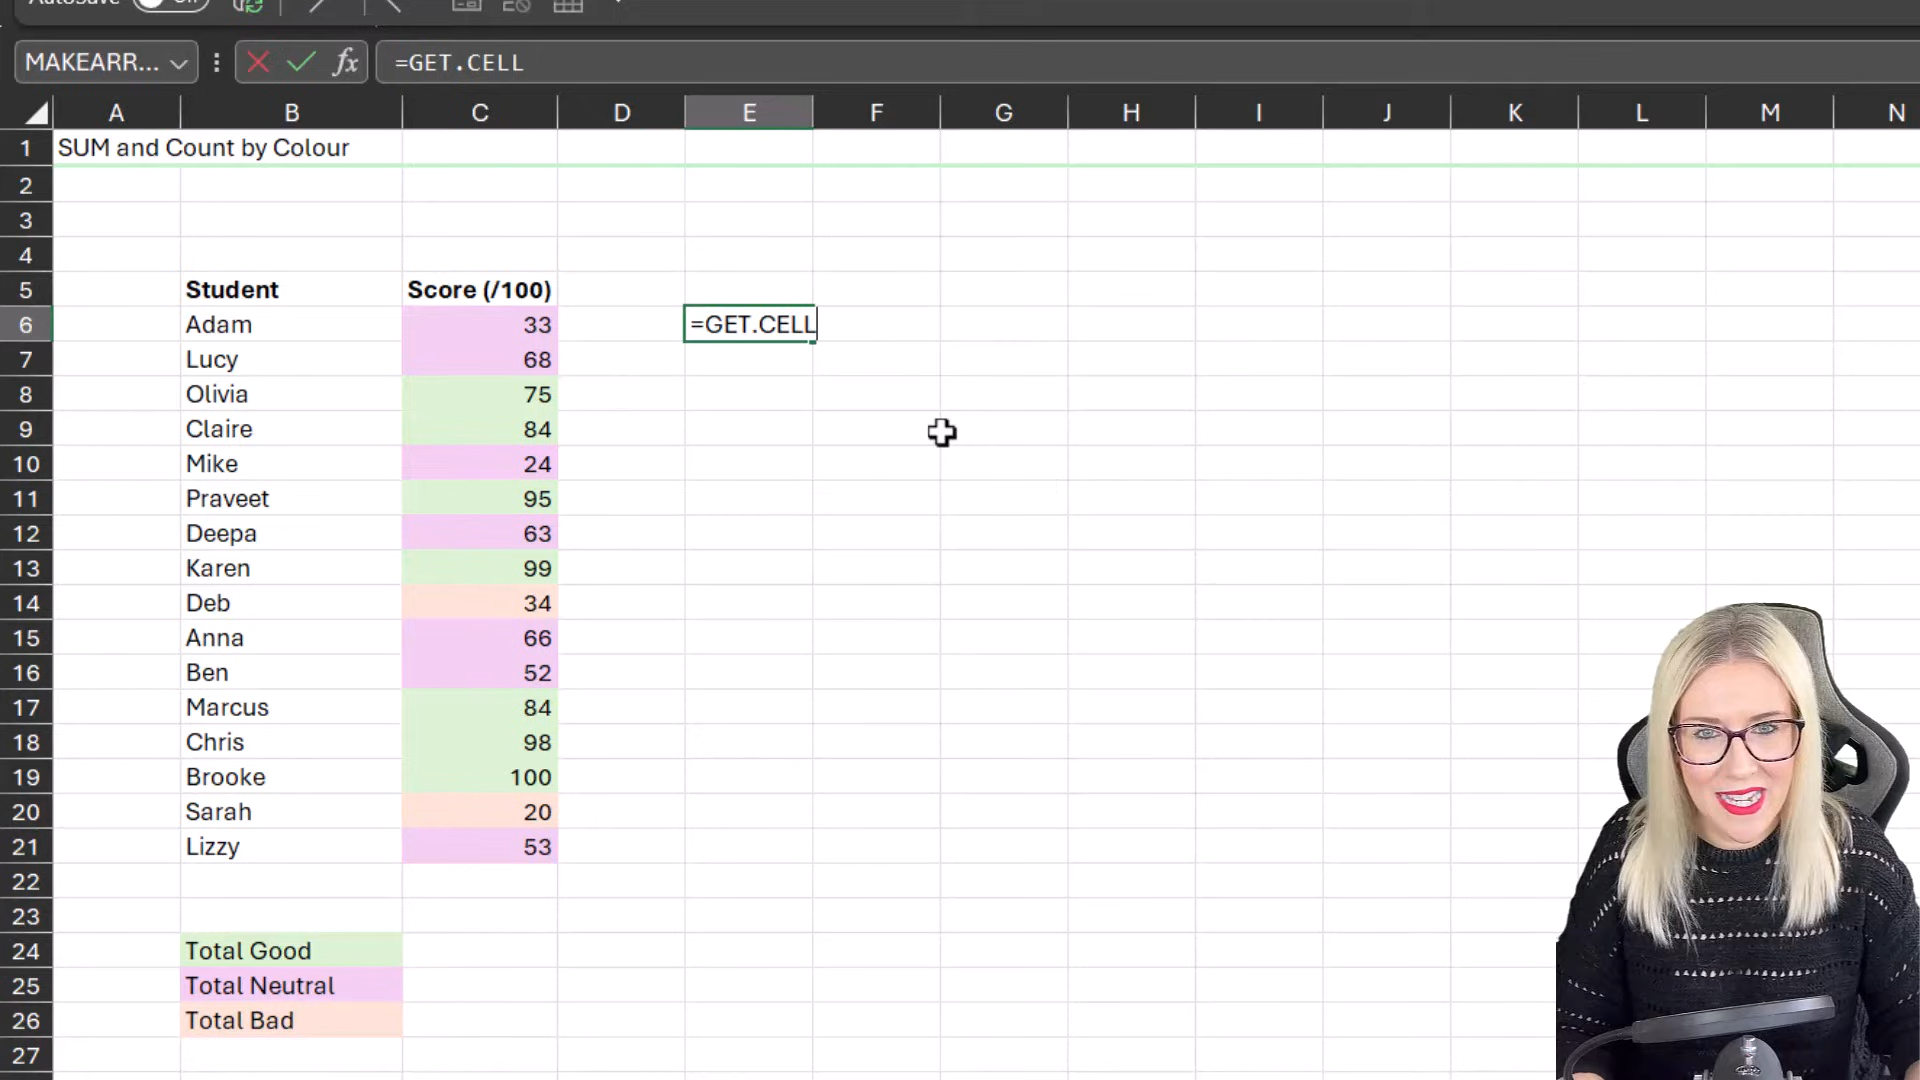 AutoSave Off
MAKEARR... fx =GET.CELL
A B C D E F G H I J K L M N
1 SUM and Count by Colour
2
3
4
5 Student Score (/100)
6 Adam 33 =GET.CELL
7 Lucy 68
8 Olivia 75
9 Claire 84
10 Mike 24
11 Praveet 95
12 Deepa 63
13 Karen 99
14 Deb 34
15 Anna 66
16 Ben 52
17 Marcus 84
18 Chris 98
19 Brooke 100
20 Sarah 20
21 Lizzy 53
22
23
24 Total Good
25 Total Neutral
26 Total Bad
27